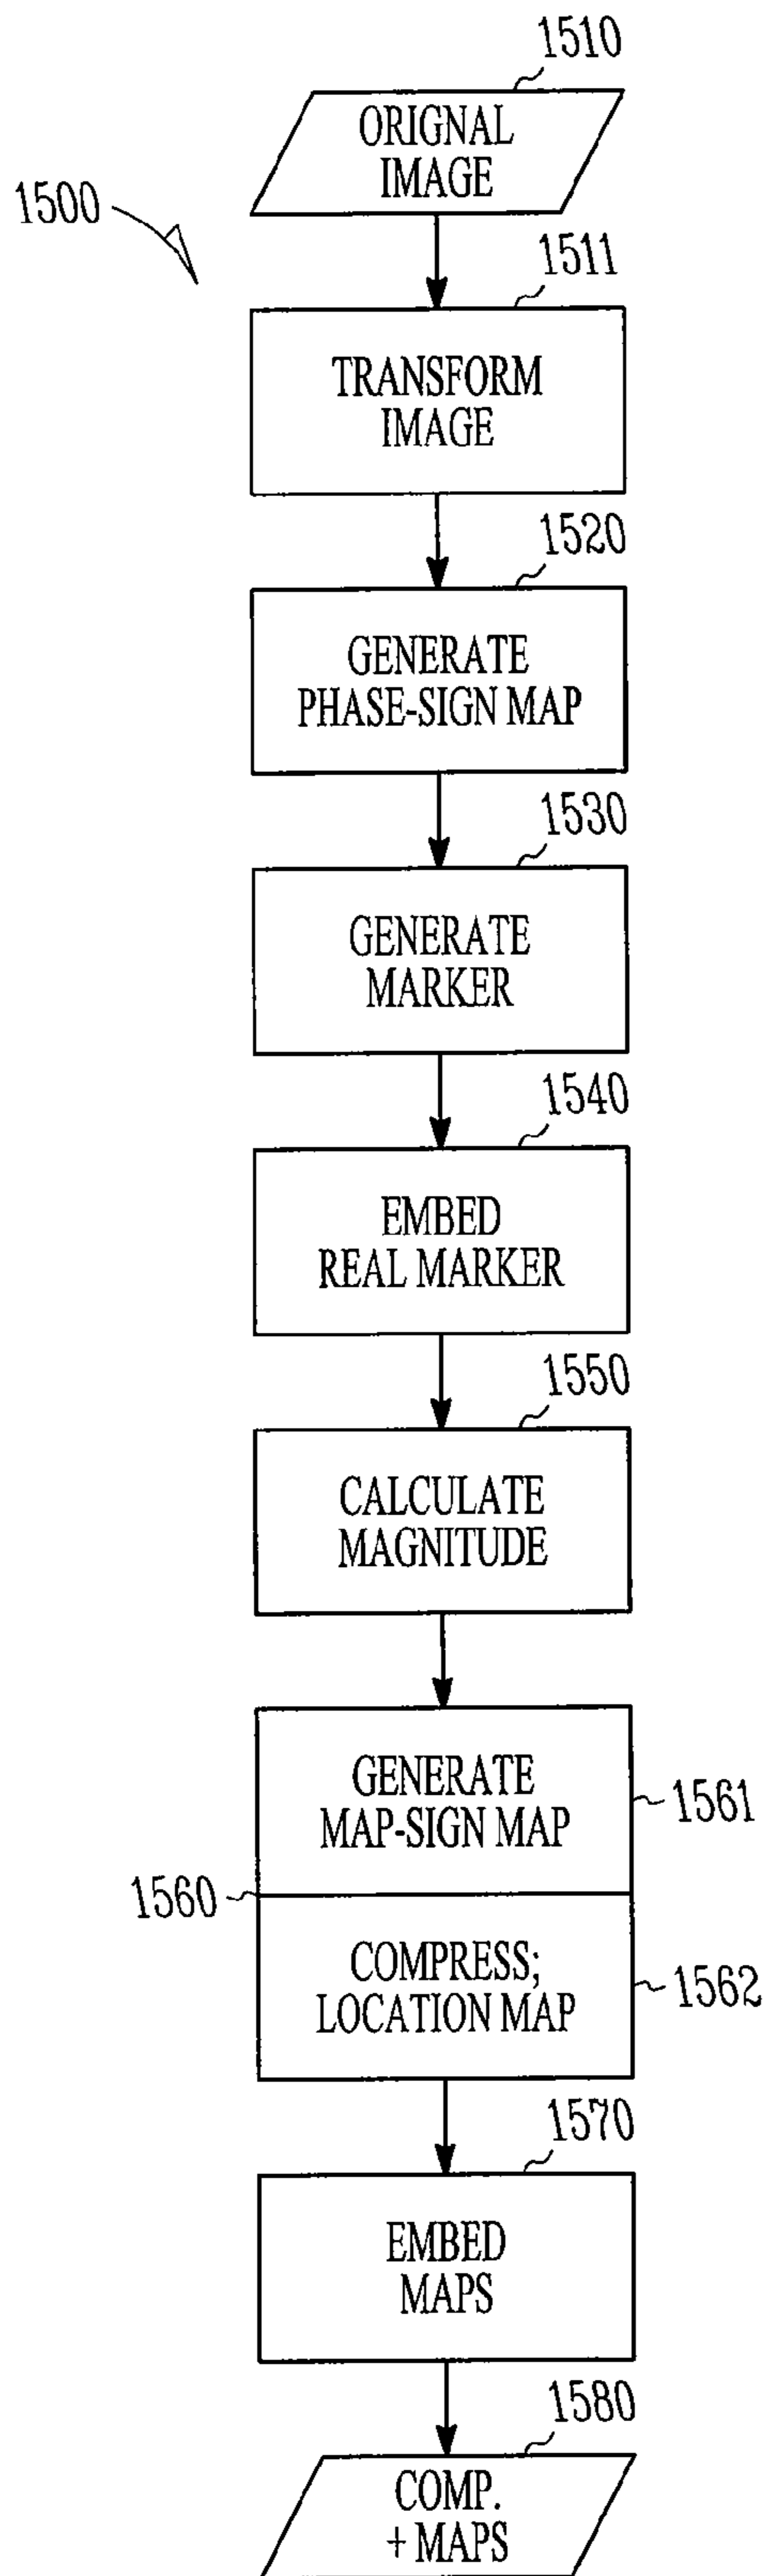 1510
ORIGNAL
IMAGE
1500
1511
TRANSFORM
IMAGE
1520
GENERATE
PHASE-SIGN MAP
1530
GENERATE
MARKER
1540
EMBED
REAL MARKER
1550
CALCULATE
MAGNITUDE
GENERATE
MAP-SIGN MAP
1561
1560
COMPRESS;
LOCATION MAP
1562
1570
EMBED
MAPS
1580
COMP.
+ MAPS